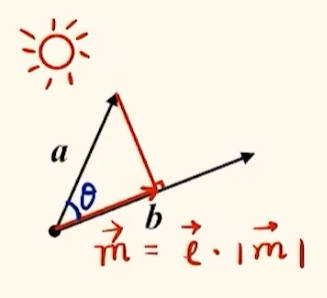 a
θ
b
m⃗ = e⃗ · |m⃗|